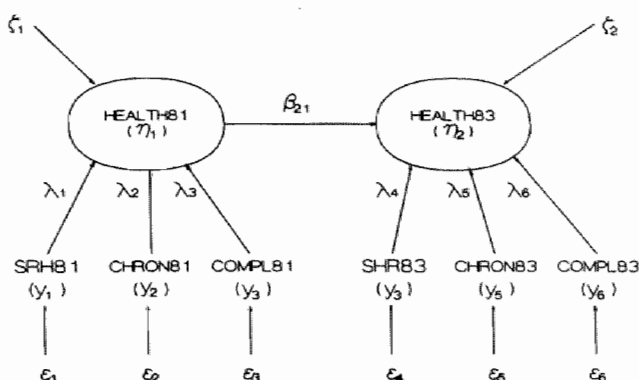 ζ1 ζ2
HEALTH81 β21 HEALTH83
(η1) (η2)
λ1 λ2 λ3 λ4 λ5 λ6
SRH81 CHRON81 COMPL81 SHR83 CHRON83 COMPL83
(y1) (y2) (y3) (y3) (y5) (y6)
ε1 ε2 ε3 ε4 ε5 ε6